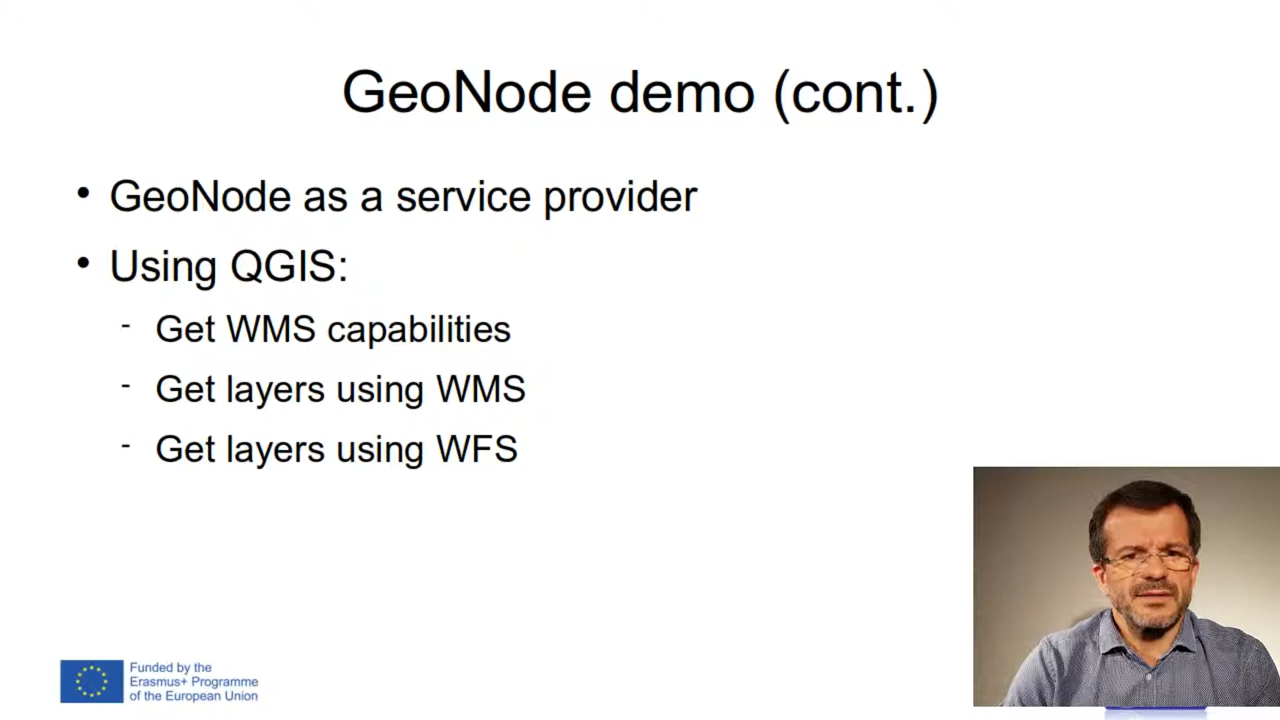 GeoNode demo (cont.)
• GeoNode as a service provider
• Using QGIS:
- Get WMS capabilities
- Get layers using WMS
- Get layers using WFS
Funded by the
Erasmus+ Programme
of the European Union